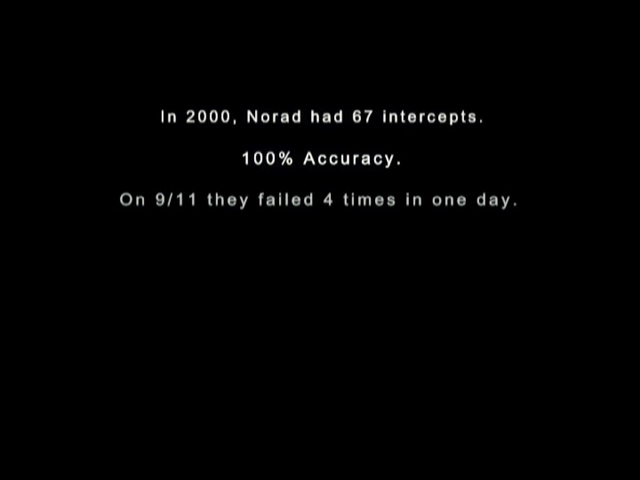 In 2000, Norad had 67 intercepts.
100% Accuracy.
On 9/11 they failed 4 times in one day.